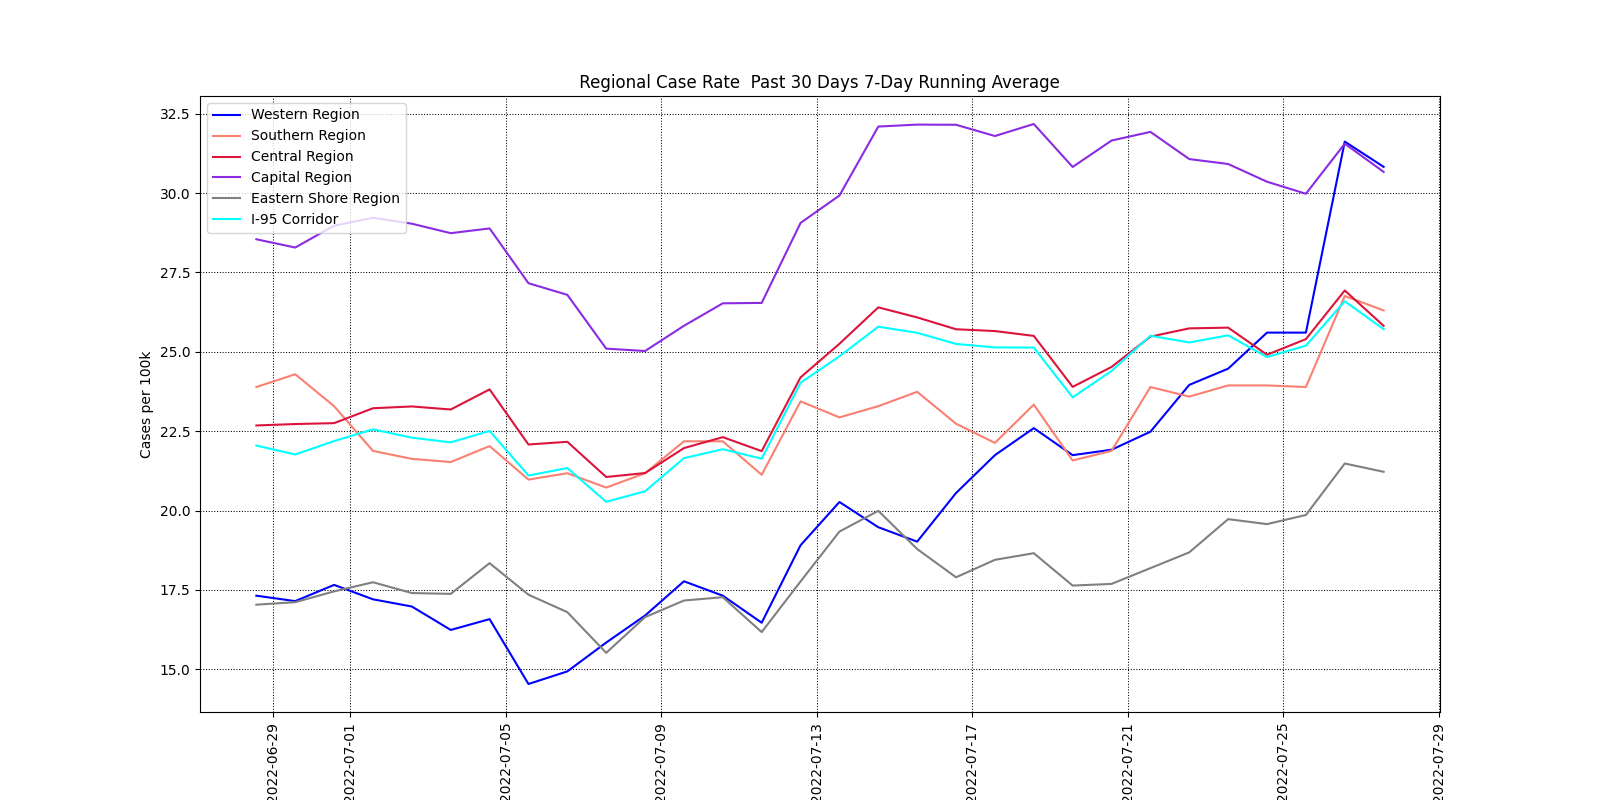 Regional Case Rate  Past 30 Days 7-Day Running Average
Western Region
Southern Region
Central Region
Capital Region
Eastern Shore Region
I-95 Corridor
Cases per 100k
32.5
30.0
27.5
25.0
22.5
20.0
17.5
15.0
2022-06-29
2022-07-01
2022-07-05
2022-07-09
2022-07-13
2022-07-17
2022-07-21
2022-07-25
2022-07-29